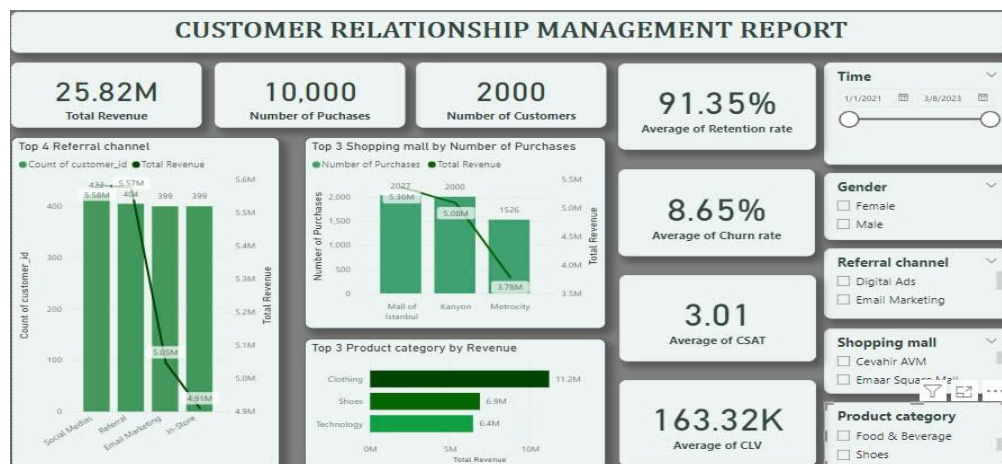 CUSTOMER RELATIONSHIP MANAGEMENT REPORT
25.82M
Total Revenue
10,000
Number of Puchases
2000
Number of Customers
91.35%
Average of Retention rate
8.65%
Average of Churn rate
3.01
Average of CSAT
163.32K
Average of CLV
Top 4 Referral channel
Count of customer_id Total Revenue
422 5.57M
5.58M 404 399 399
5.05M
4.91M
400
300
200
100
0
Count of customer_id
5.6M
5.5M
5.4M
5.3M
5.2M
5.1M
5.0M
4.9M
Total Revenue
Social Medias
Referral
Email Marketing
In-Store
Top 3 Shopping mall by Number of Purchases
Number of Purchases Total Revenue
2027 2000 1526
5.36M 5.08M 3.78M
2,000
1,500
1,000
500
0
Number of Purchases
5.5M
5.0M
4.5M
4.0M
3.5M
Total Revenue
Mall of Istanbul
Kanyon
Metrocity
Top 3 Product category by Revenue
Clothing 11.2M
Shoes 6.9M
Technology 6.4M
0M 5M 10M
Total Revenue
Time
1/1/2021 3/8/2023
Gender
Female
Male
Referral channel
Digital Ads
Email Marketing
Shopping mall
Cevahir AVM
Emaar Square Mall
Product category
Food & Beverage
Shoes